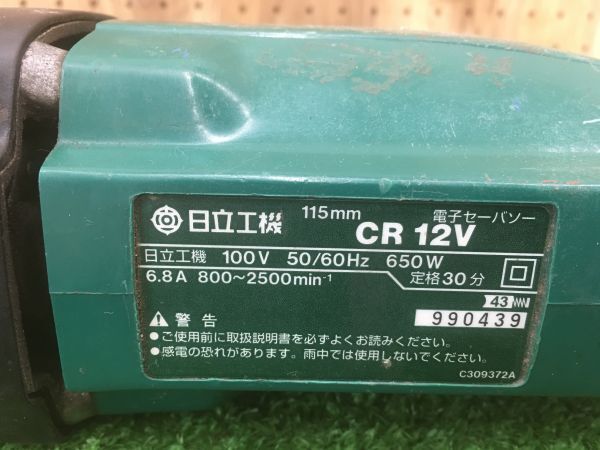 日立工機 115mm 電子セーバソー
CR 12V
日立工機 100V 50/60Hz 650W
6.8A 800～2500min⁻¹ 定格30分
43
990439
警告
●ご使用前に取扱説明書を必ずよくお読みください。
●感電の恐れがあります。雨中では使用しないでください。
C309372A